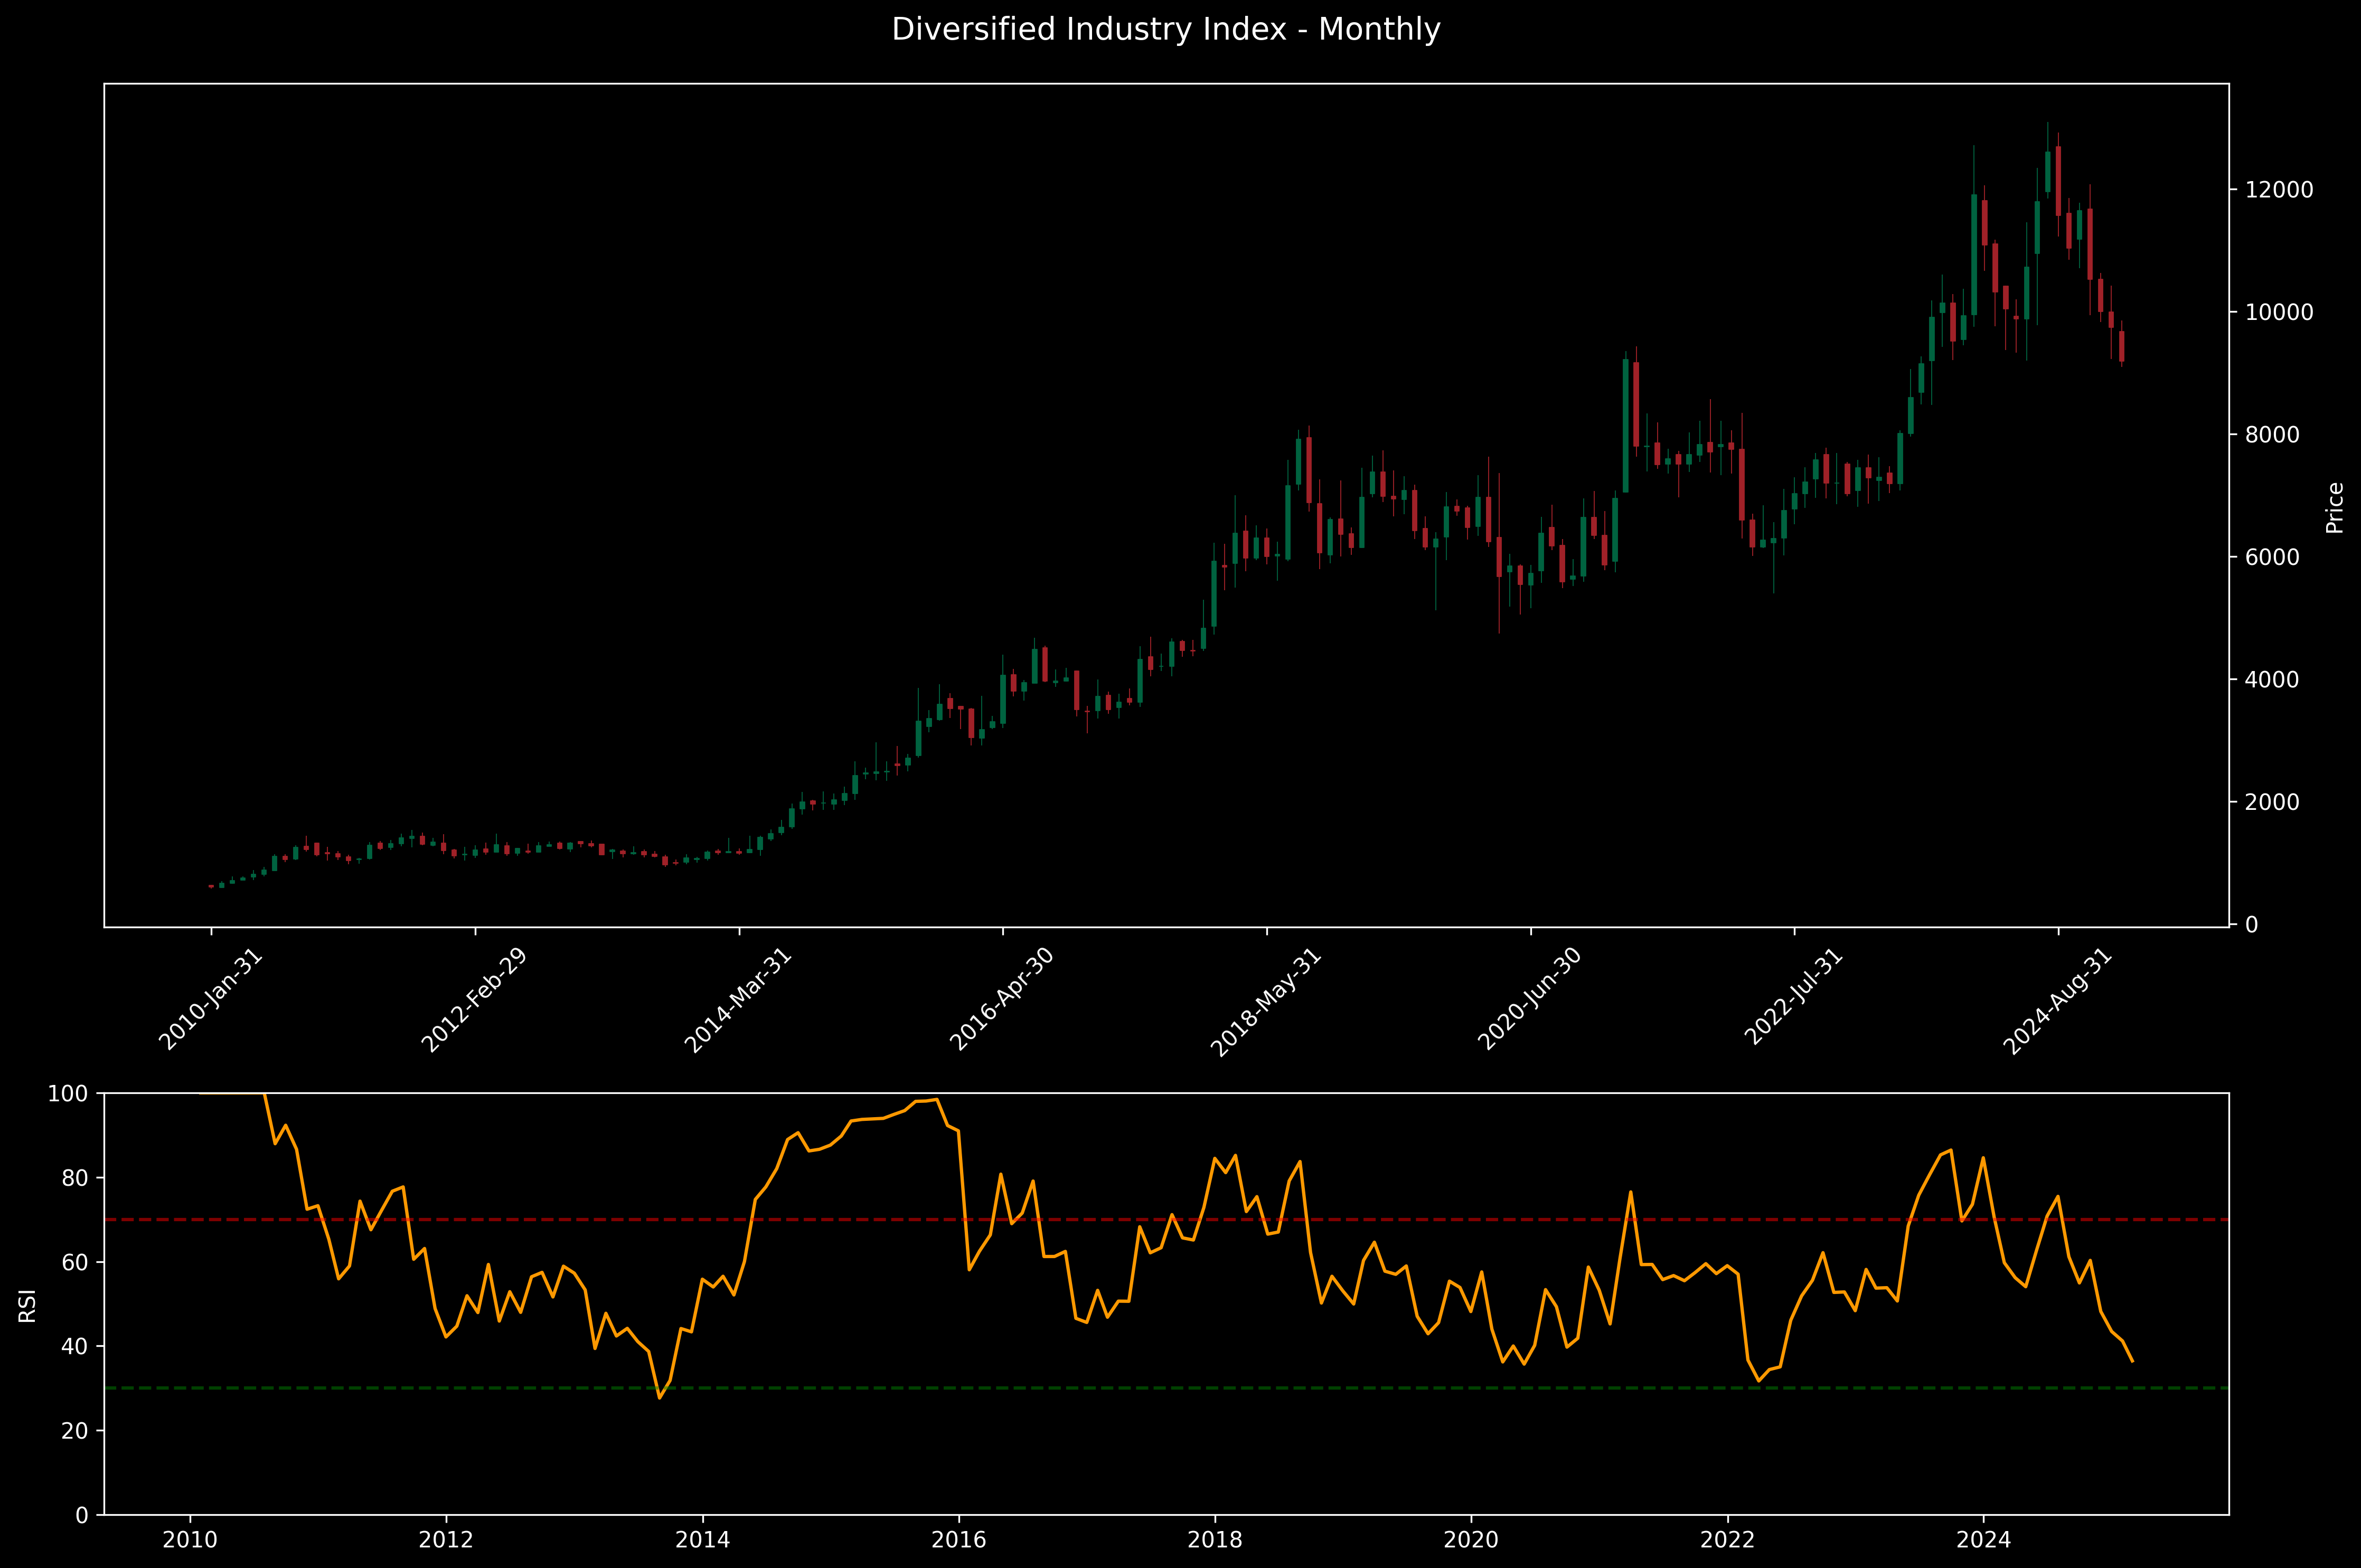 Diversified Industry Index - Monthly
12000
10000
8000
6000
4000
2000
0
Price
2010-Jan-31
2012-Feb-29
2014-Mar-31
2016-Apr-30
2018-May-31
2020-Jun-30
2022-Jul-31
2024-Aug-31
100
80
60
40
20
0
RSI
2010
2012
2014
2016
2018
2020
2022
2024